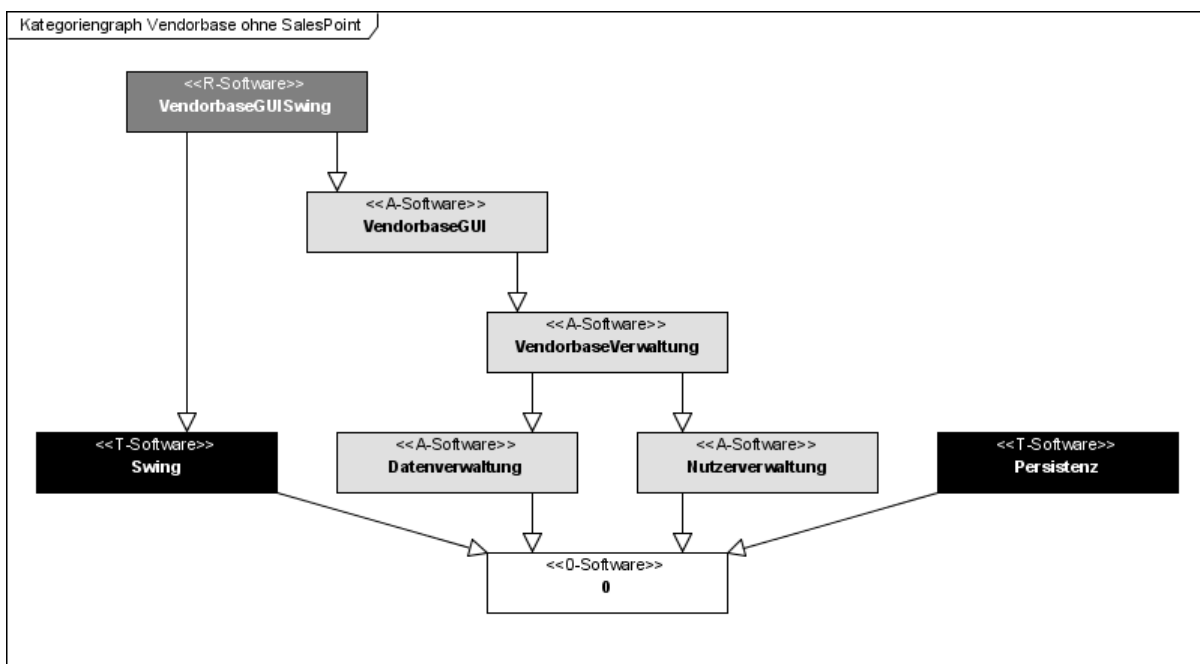 Kategoriengraph Vendorbase ohne SalesPoint
<<R-Software>>
VendorbaseGUISwing
<<A-Software>>
VendorbaseGUI
<<A-Software>>
VendorbaseVerwaltung
<<T-Software>>
Swing
<<A-Software>>
Datenverwaltung
<<A-Software>>
Nutzerverwaltung
<<T-Software>>
Persistenz
<<0-Software>>
0